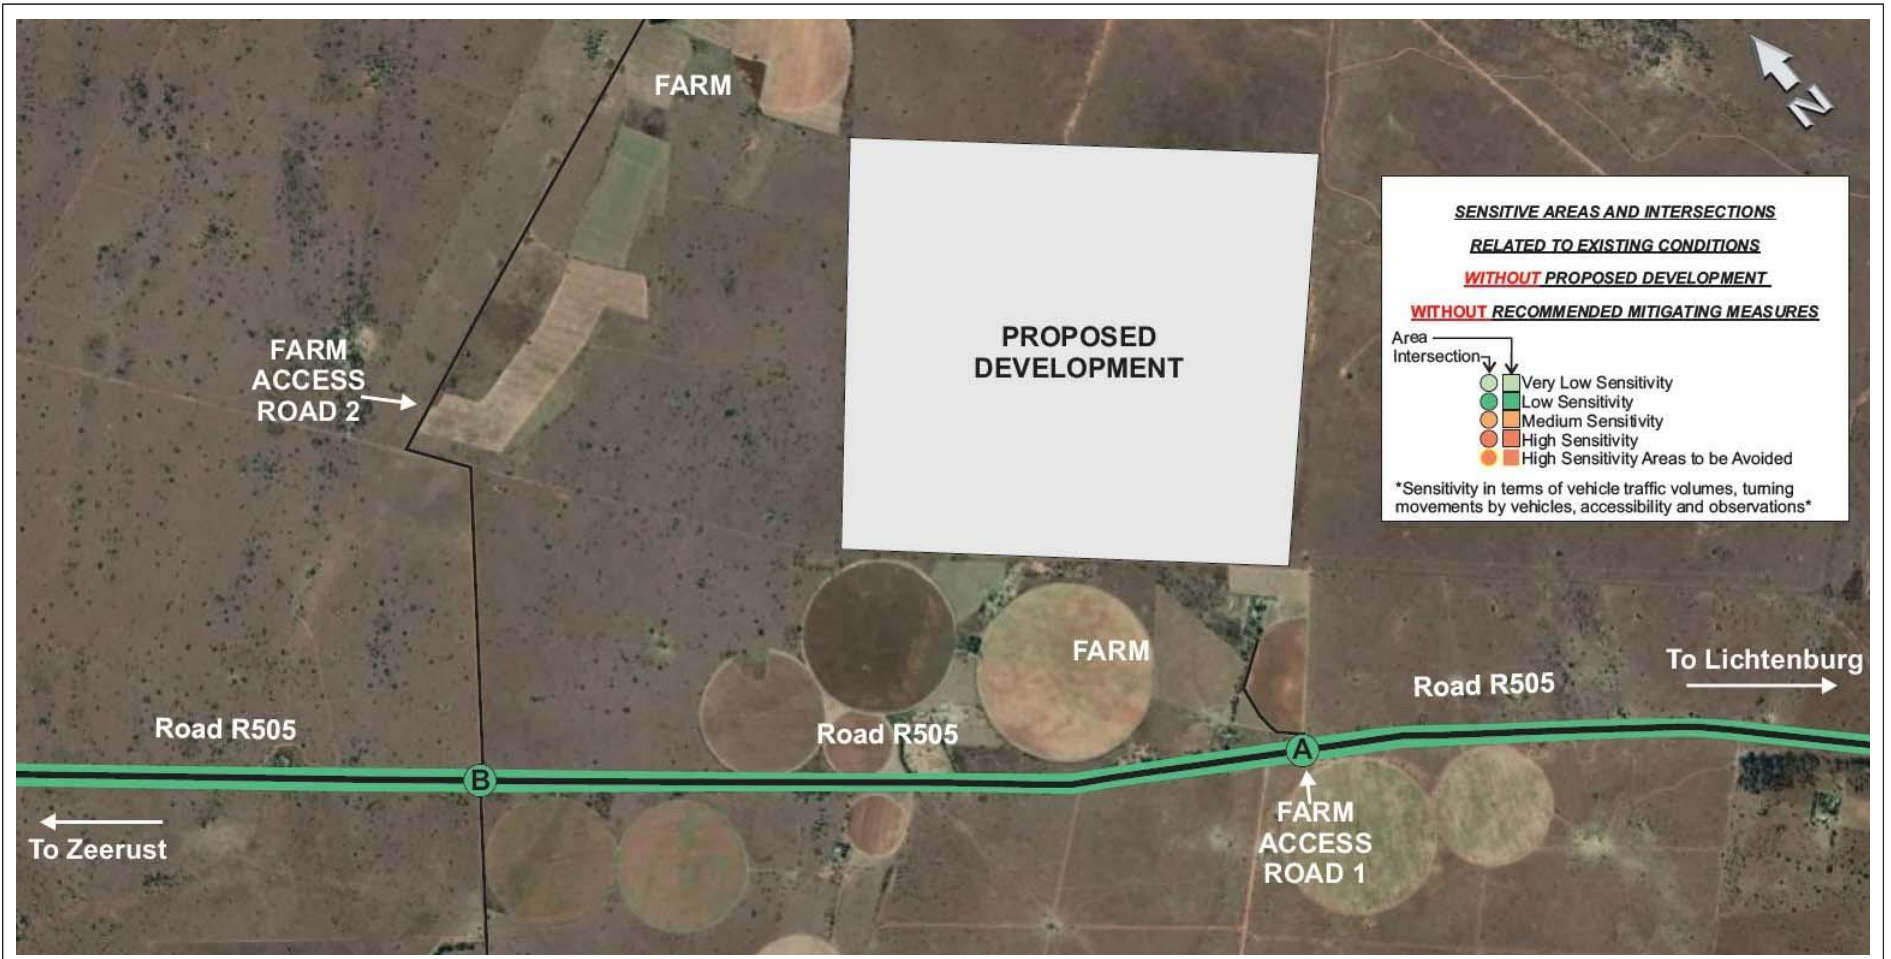 FARM
N
SENSITIVE AREAS AND INTERSECTIONS
RELATED TO EXISTING CONDITIONS
WITHOUT PROPOSED DEVELOPMENT
WITHOUT RECOMMENDED MITIGATING MEASURES
Area
Intersection
Very Low Sensitivity
Low Sensitivity
Medium Sensitivity
High Sensitivity
High Sensitivity Areas to be Avoided
*Sensitivity in terms of vehicle traffic volumes, turning
movements by vehicles, accessibility and observations*
PROPOSED
DEVELOPMENT
FARM
ACCESS
ROAD 2
FARM
To Lichtenburg
Road R505
Road R505
Road R505
A
B
FARM
ACCESS
ROAD 1
To Zeerust